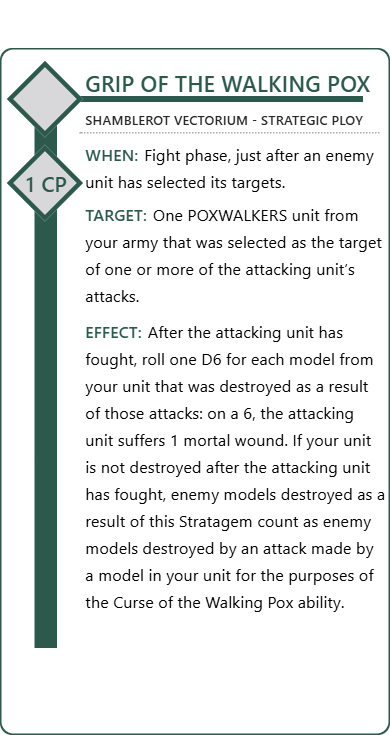 GRIP OF THE WALKING POX
SHAMBLEROT VECTORIUM - STRATEGIC PLOY
1 CP
WHEN: Fight phase, just after an enemy
unit has selected its targets.
TARGET: One POXWALKERS unit from
your army that was selected as the target
of one or more of the attacking unit's
attacks.
EFFECT: After the attacking unit has
fought, roll one D6 for each model from
your unit that was destroyed as a result
of those attacks: on a 6, the attacking
unit suffers 1 mortal wound. If your unit
is not destroyed after the attacking unit
has fought, enemy models destroyed as a
result of this Stratagem count as enemy
models destroyed by an attack made by
a model in your unit for the purposes of
the Curse of the Walking Pox ability.